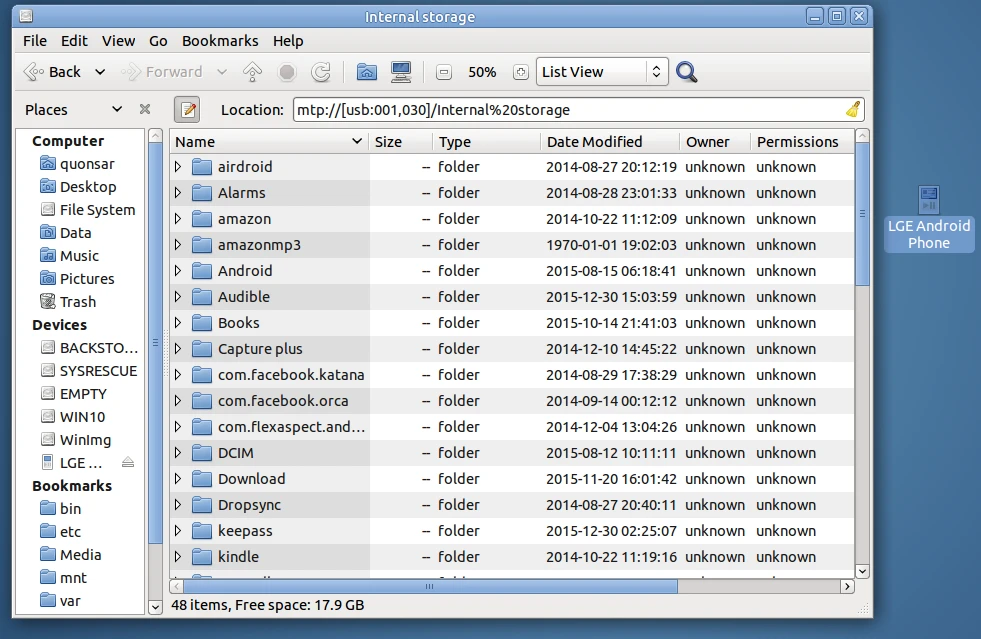 Internal storage
File Edit View Go Bookmarks Help
Back Forward 50% List View
Places Location: mtp://[usb:001,030]/Internal%20storage
Computer
quonsar
Desktop
File System
Data
Music
Pictures
Trash
Devices
BACKSTO...
SYSRESCUE
EMPTY
WIN10
WinImg
LGE ...
Bookmarks
bin
etc
Media
mnt
var
Name Size Type Date Modified Owner Permissions
airdroid -- folder 2014-08-27 20:12:19 unknown unknown
Alarms -- folder 2014-08-28 23:01:33 unknown unknown
amazon -- folder 2014-10-22 11:12:09 unknown unknown
amazonmp3 -- folder 1970-01-01 19:02:03 unknown unknown
Android -- folder 2015-08-15 06:18:41 unknown unknown
Audible -- folder 2015-12-30 15:03:59 unknown unknown
Books -- folder 2015-10-14 21:41:03 unknown unknown
Capture plus -- folder 2014-12-10 14:45:22 unknown unknown
com.facebook.katana -- folder 2014-08-29 17:38:29 unknown unknown
com.facebook.orca -- folder 2014-09-14 00:12:12 unknown unknown
com.flexaspect.and... -- folder 2014-12-04 13:04:26 unknown unknown
DCIM -- folder 2015-08-12 10:11:11 unknown unknown
Download -- folder 2015-11-20 16:01:42 unknown unknown
Dropsync -- folder 2014-08-27 20:40:11 unknown unknown
keepass -- folder 2015-12-30 02:25:07 unknown unknown
kindle -- folder 2014-10-22 11:19:16 unknown unknown
48 items, Free space: 17.9 GB
LGE Android
Phone